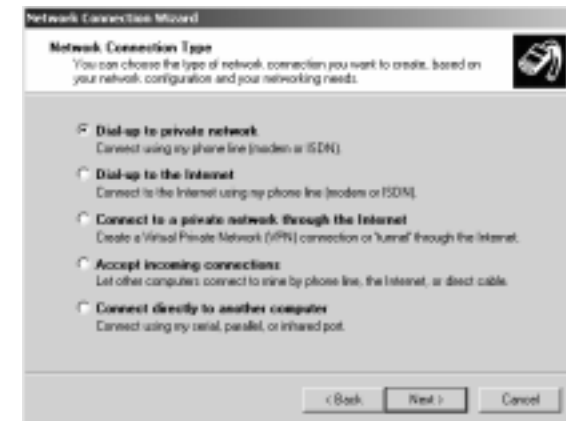 Network Connection Wizard
Network Connection Type
You can choose the type of network connection you want to create, based on
your network configuration and your networking needs.
Dial-up to private network
Connect using my phone line (modem or ISDN).
Dial-up to the Internet
Connect to the Internet using my phone line (modem or ISDN).
Connect to a private network through the Internet
Create a Virtual Private Network (VPN) connection or 'tunnel' through the Internet.
Accept incoming connections
Let other computers connect to mine by phone line, the Internet, or direct cable.
Connect directly to another computer
Connect using my serial, parallel, or infrared port.
< Back Next > Cancel